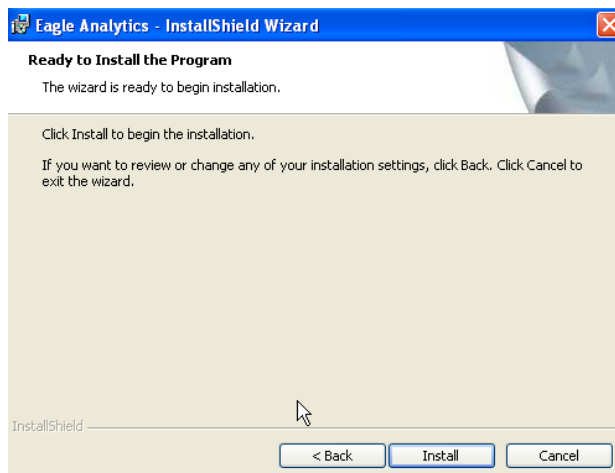 Eagle Analytics - InstallShield Wizard
Ready to Install the Program
The wizard is ready to begin installation.
Click Install to begin the installation.
If you want to review or change any of your installation settings, click Back. Click Cancel to
exit the wizard.
InstallShield
< Back Install Cancel